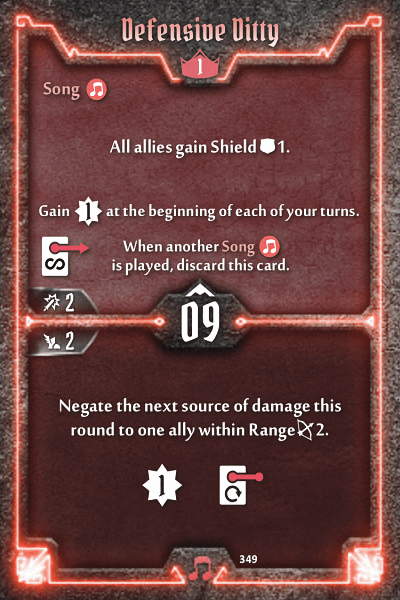 Defensive Ditty
1
Song
All allies gain Shield 1.
Gain 1 at the beginning of each of your turns.
When another Song
is played, discard this card.
2
09
2
Negate the next source of damage this
round to one ally within Range 2.
1
349